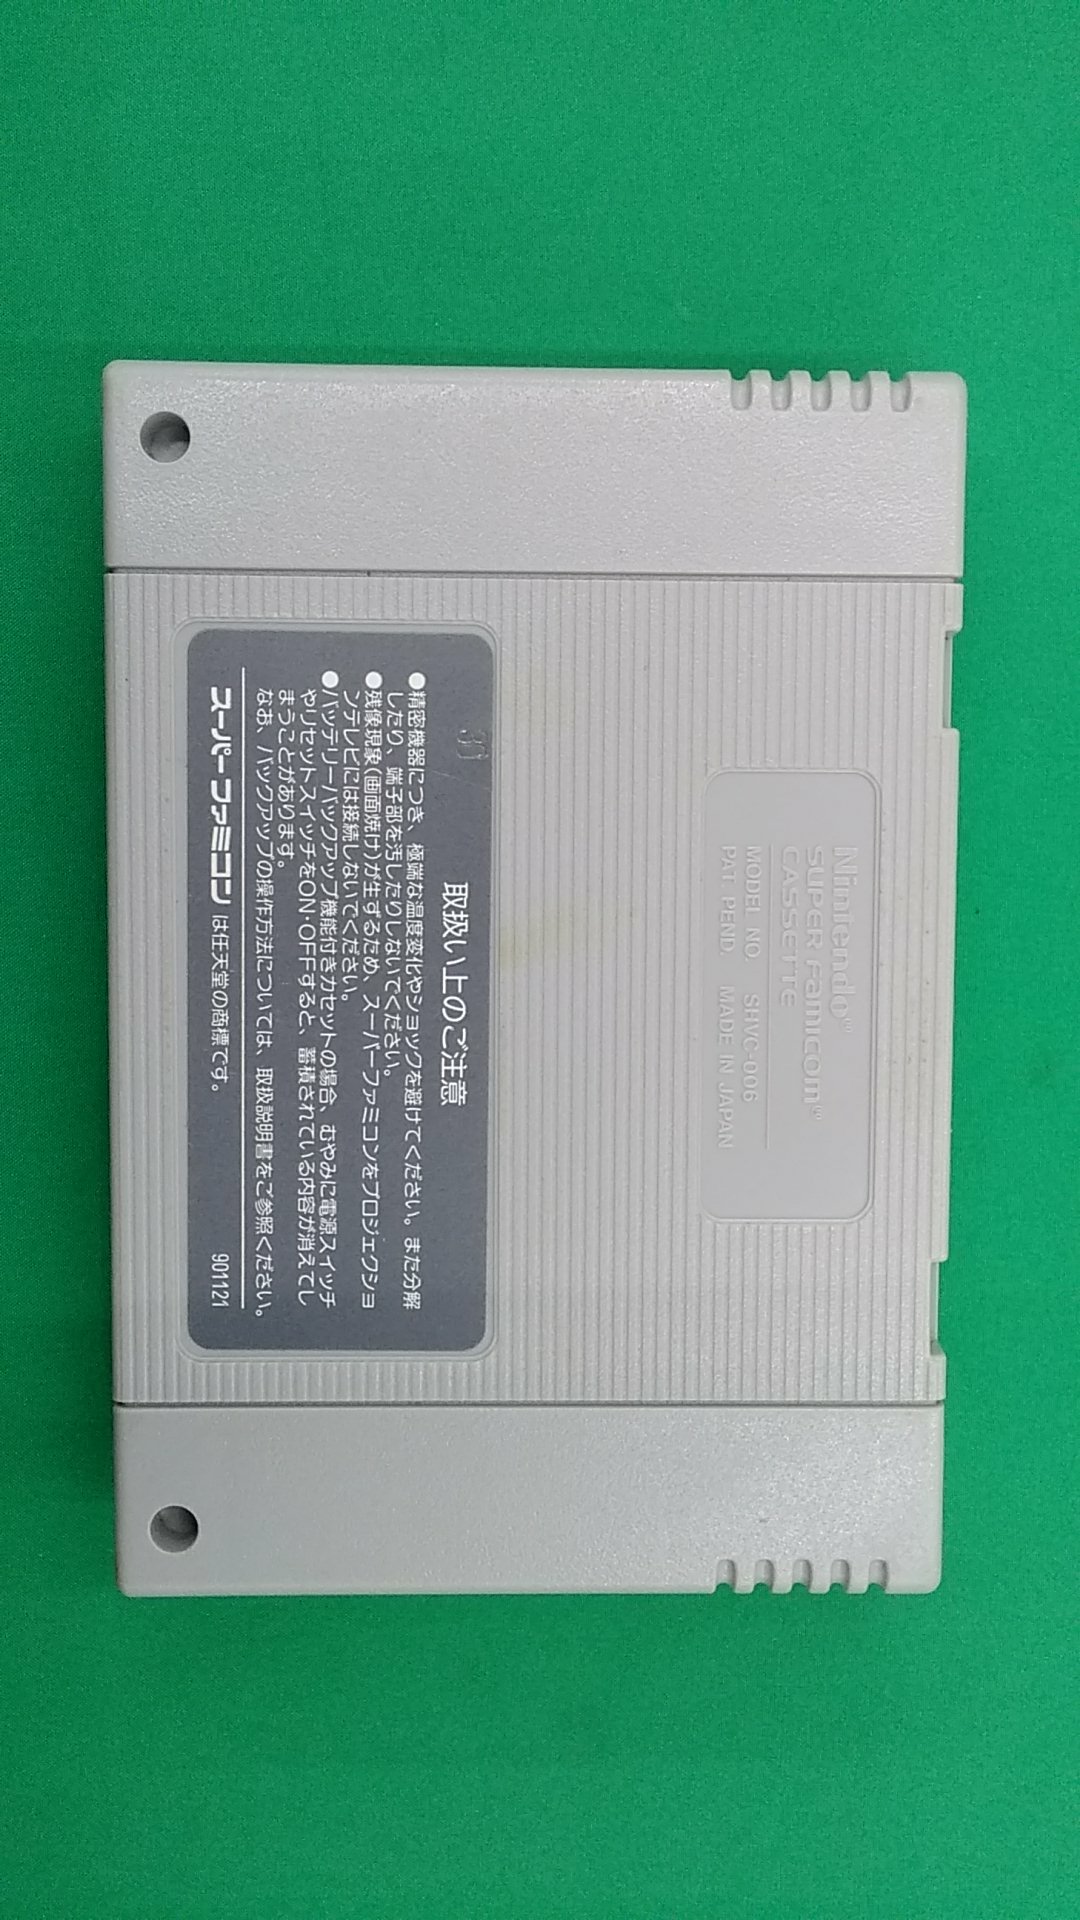 Nintendo
SUPER Famicom
CASSETTE
MODEL NO. SHVC-006
PAT. PEND. MADE IN JAPAN
取扱い上のご注意
●精密機器につき、極端な温度変化やショックを避けてください。また分解
したり、端子部を汚したりしないでください。
●残像現象(画面焼け)が生ずるため、スーパーファミコンをプロジェクショ
ンテレビには接続しないでください。
●バッテリーバックアップ機能付きカセットの場合、むやみに電源スイッチ
やリセットスイッチをON・OFFすると、蓄積されている内容が消えてし
まうことがあります。
なお、バックアップの操作方法については、取扱説明書をご参照ください。
スーパーファミコンは任天堂の商標です。 901121